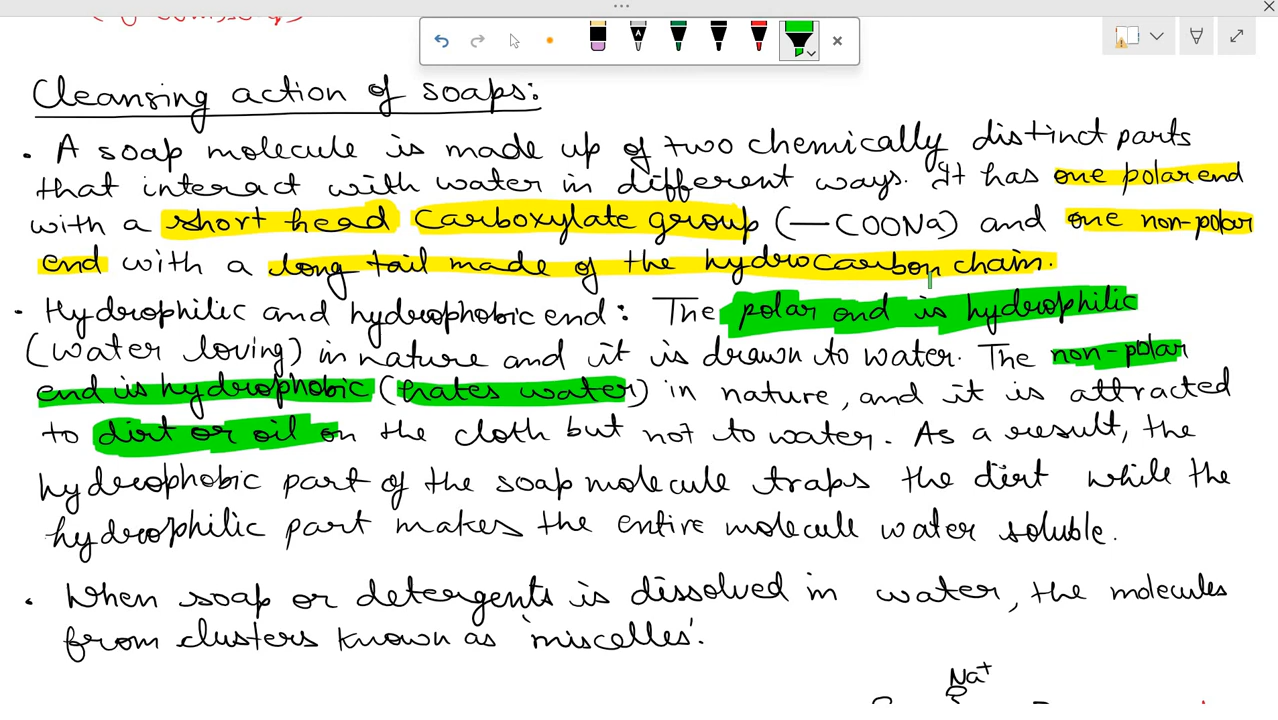 Cleansing action of soaps:
. A soap molecule is made up of two chemically distinct parts
that interact with water in different ways. It has one polar end
with a short head carboxylate group (—COONa) and one non-polar
end with a long tail made of the hydrocarbon chain.
. Hydrophilic and hydrophobic end: The polar end is hydrophilic
(water loving) in nature and it is drawn to water. The non-polar
end is hydrophobic (hates water) in nature, and it is attracted
to dirt or oil on the cloth but not to water. As a result, the
hydrophobic part of the soap molecule traps the dirt while the
hydrophilic part makes the entire molecule water soluble.
. When soap or detergents is dissolved in water, the molecules
from clusters known as 'miscelles'.
Na+